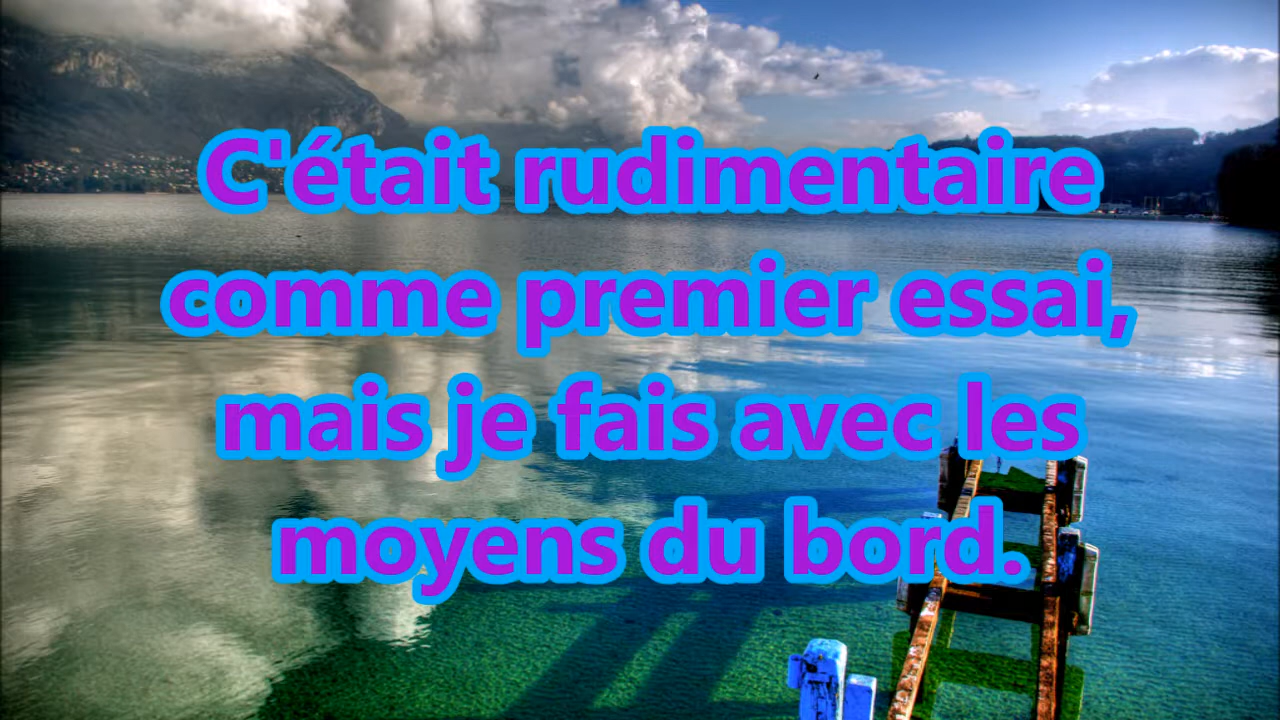 C'était rudimentaire
comme premier essai,
mais je fais avec les
moyens du bord.